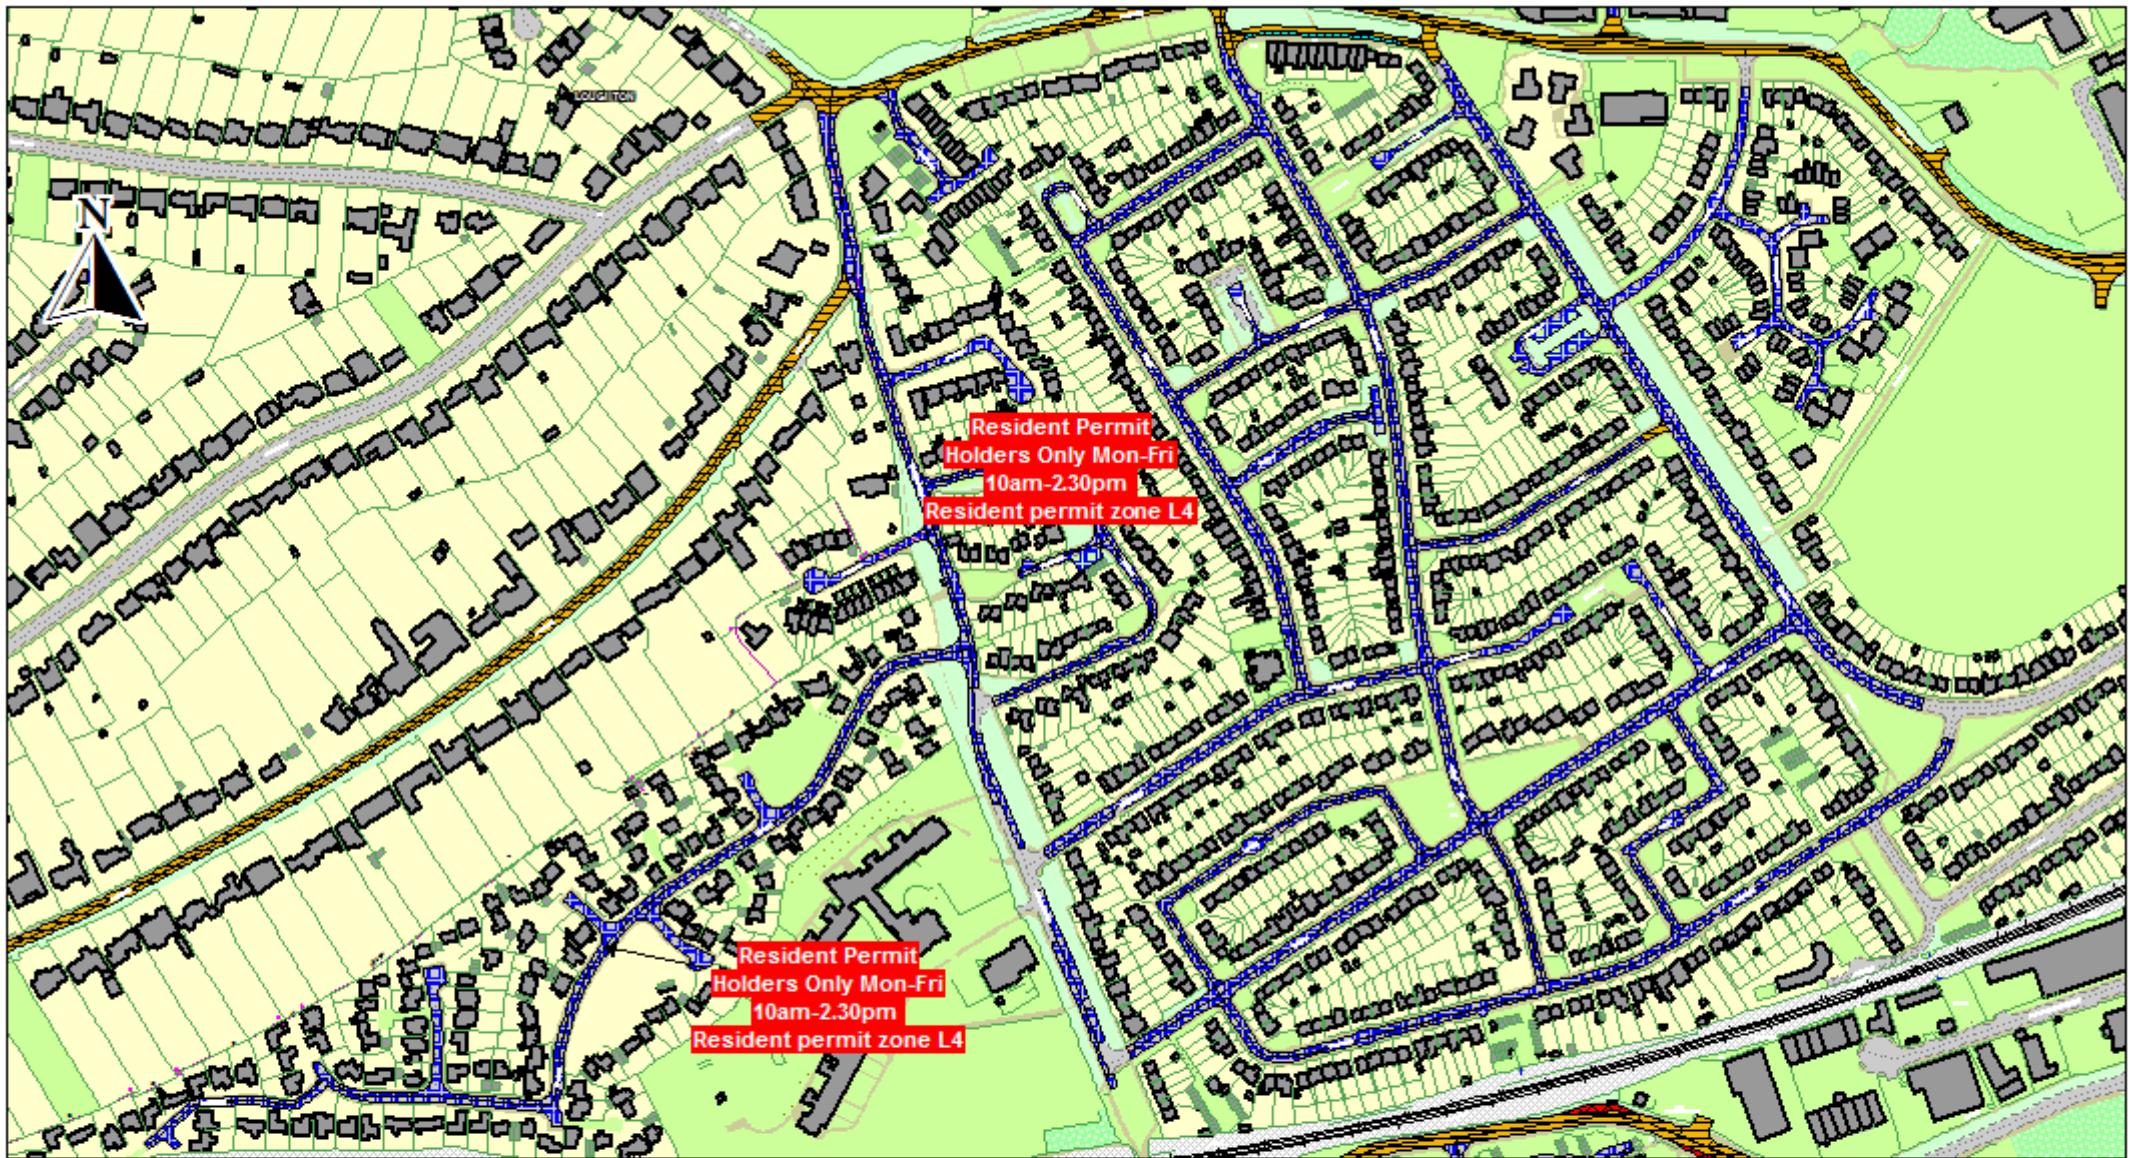 LOUGHTON
N
Resident Permit
Holders Only Mon-Fri
10am-2.30pm
Resident permit zone L4
Resident Permit
Holders Only Mon-Fri
10am-2.30pm
Resident permit zone L4